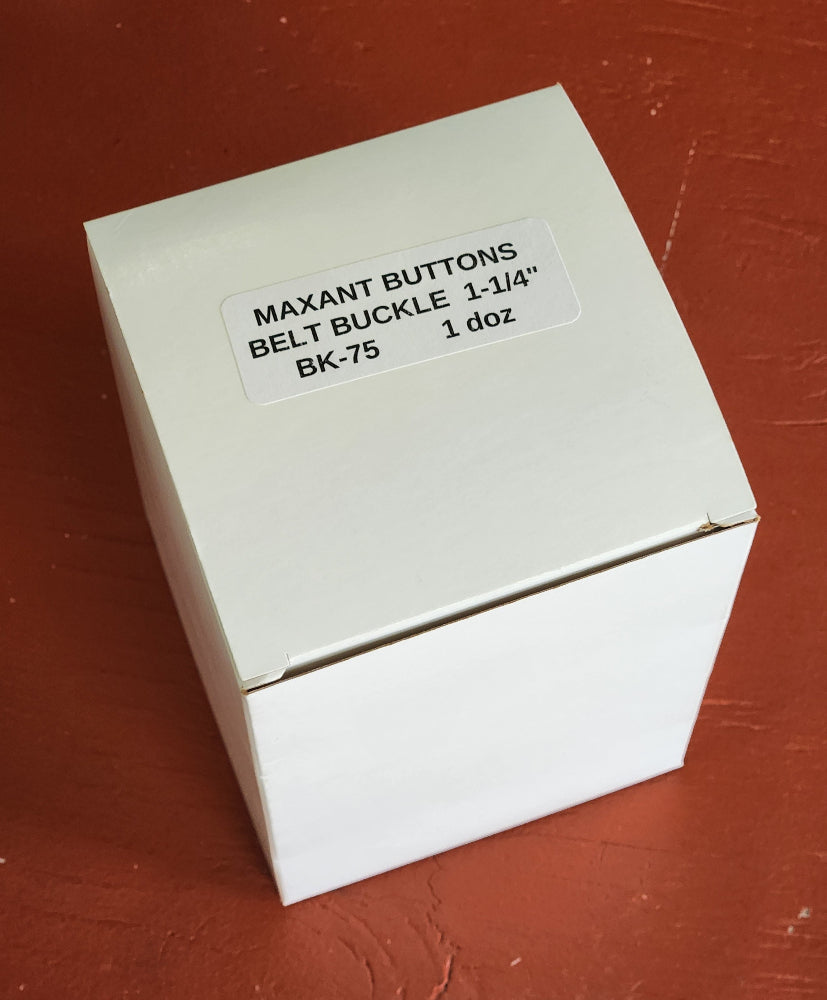 MAXANT BUTTONS
BELT BUCKLE 1-1/4"
BK-75 1 doz